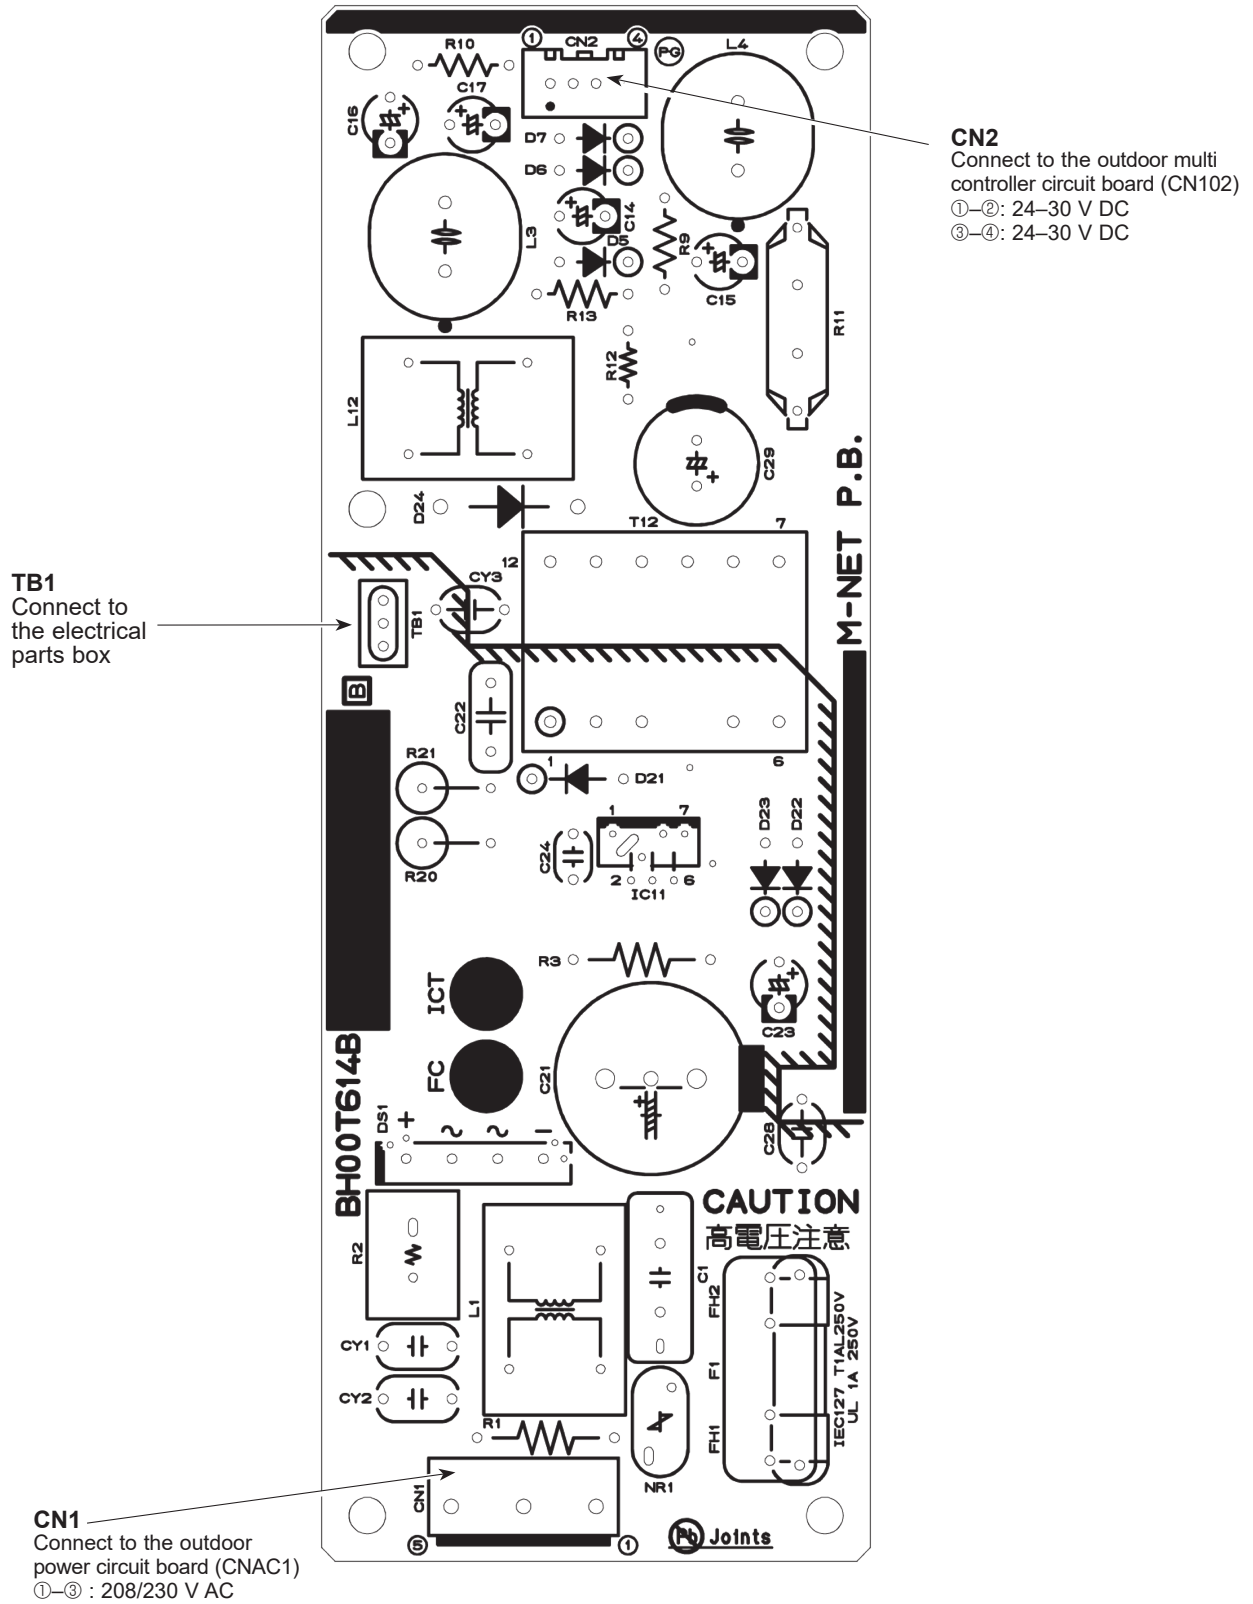 ① CN2 ④ PG
R10
L4
C17
C16
D7
D6
CN2
Connect to the outdoor multi
controller circuit board (CN102)
①–②: 24–30 V DC
③–④: 24–30 V DC
C14
L3
D5
R9
C15
R13
R11
R12
L12
C29
D24
T12
7
M-NET P.B.
12
CY3
TB1
Connect to
the electrical
parts box
TB1
B
C22
R21
1
D21
6
1
7
D23
D22
C24
R20
2
6
IC11
R3
ICT
C23
FC
C21
BH00T614B
DS1
+
~
~
−
C28
CAUTION
高電圧注意
R2
L1
C1
FH2
F1
FH1
IEC127 T1AL250V
UL 1A 250V
CY1
CY2
R1
NR1
CN1
⑤
①
Pb Joints
CN1
Connect to the outdoor
power circuit board (CNAC1)
①–③ : 208/230 V AC